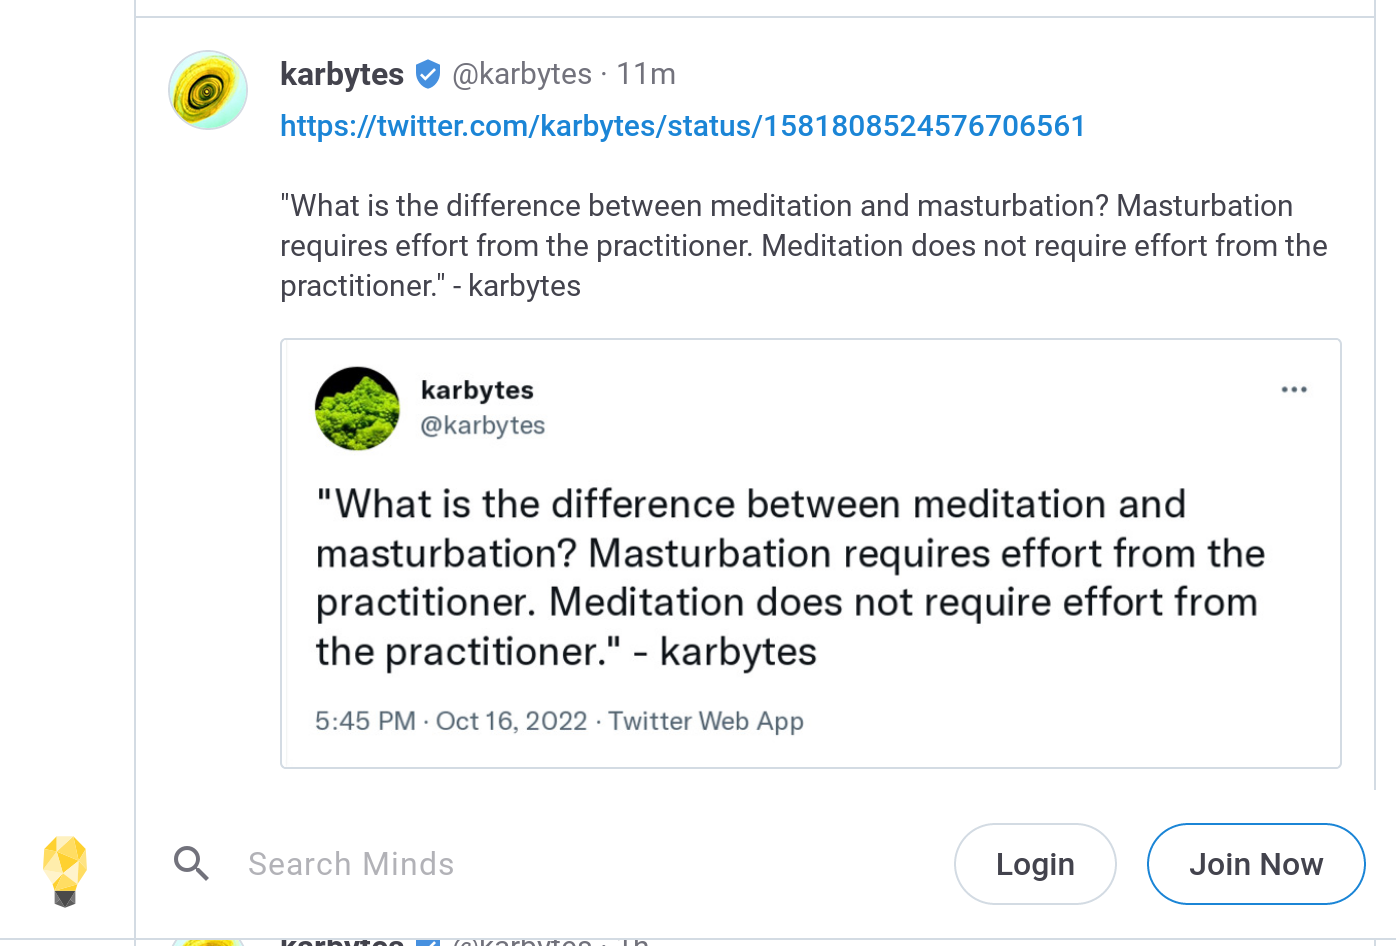 karbytes @karbytes · 11m
https://twitter.com/karbytes/status/1581808524576706561
"What is the difference between meditation and masturbation? Masturbation
requires effort from the practitioner. Meditation does not require effort from the
practitioner." - karbytes
karbytes
@karbytes
"What is the difference between meditation and
masturbation? Masturbation requires effort from the
practitioner. Meditation does not require effort from
the practitioner." - karbytes
5:45 PM · Oct 16, 2022 · Twitter Web App
Search Minds
Login
Join Now
karbytes @karbytes · 1h